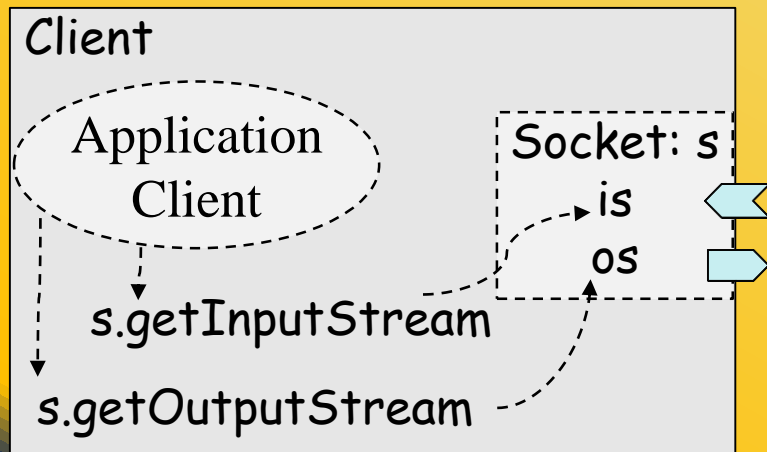 Client
Application
Client
Socket: s
is
os
s.getInputStream
s.getOutputStream